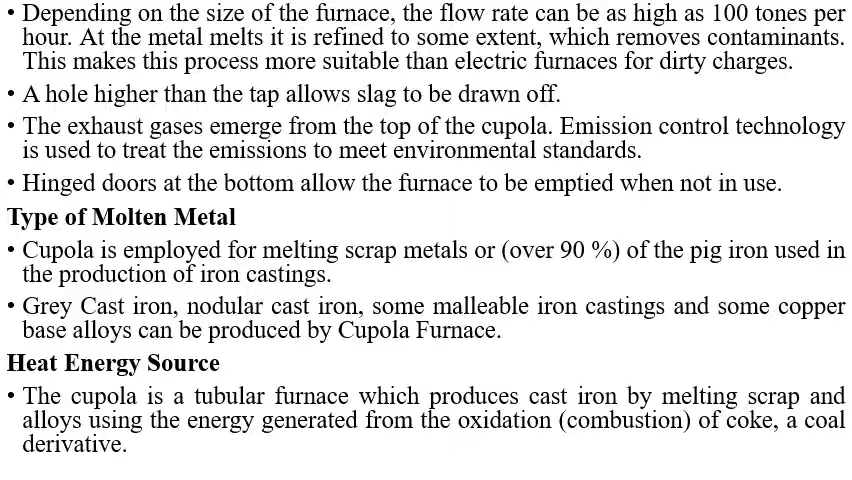 • Depending on the size of the furnace, the flow rate can be as high as 100 tones per
hour. At the metal melts it is refined to some extent, which removes contaminants.
This makes this process more suitable than electric furnaces for dirty charges.
• A hole higher than the tap allows slag to be drawn off.
• The exhaust gases emerge from the top of the cupola. Emission control technology
is used to treat the emissions to meet environmental standards.
• Hinged doors at the bottom allow the furnace to be emptied when not in use.
Type of Molten Metal
• Cupola is employed for melting scrap metals or (over 90 %) of the pig iron used in
the production of iron castings.
• Grey Cast iron, nodular cast iron, some malleable iron castings and some copper
base alloys can be produced by Cupola Furnace.
Heat Energy Source
• The cupola is a tubular furnace which produces cast iron by melting scrap and
alloys using the energy generated from the oxidation (combustion) of coke, a coal
derivative.